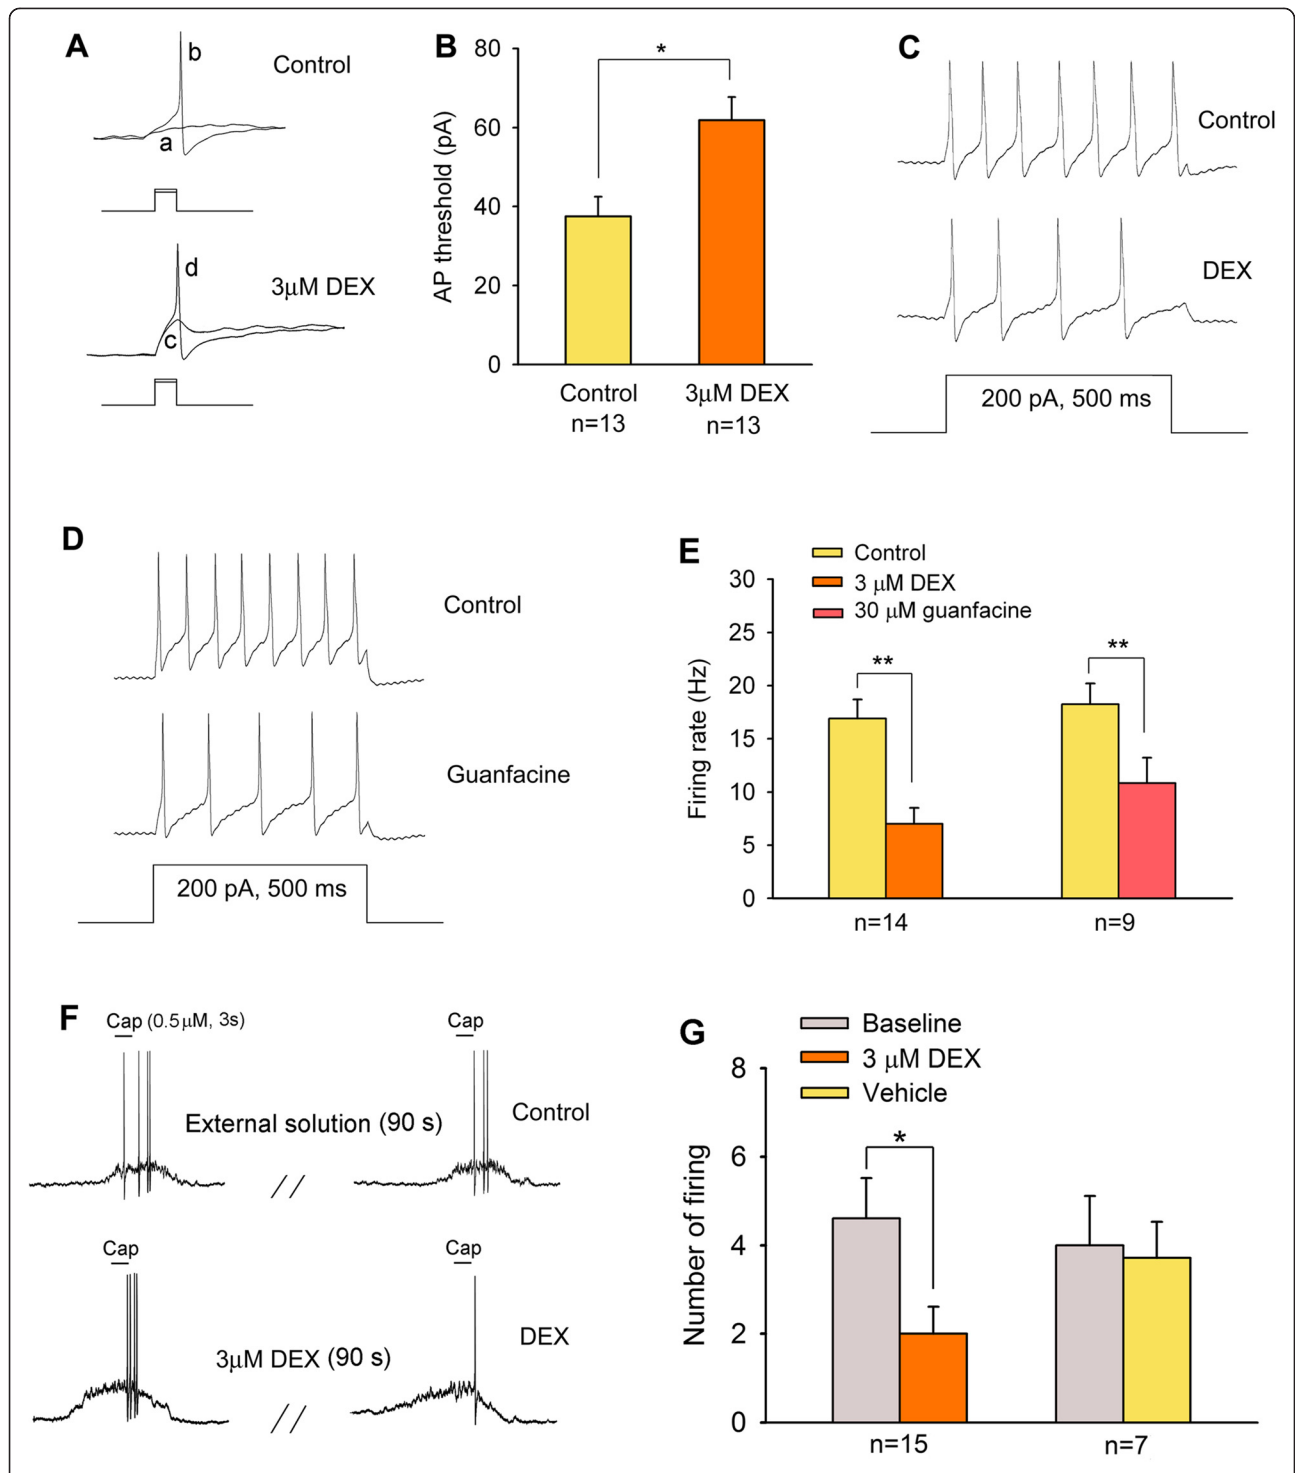 A
b
Control
a
d
3μM DEX
c
B
80
*
60
40
20
0
AP threshold (pA)
Control
n=13
3μM DEX
n=13
C
Control
DEX
200 pA, 500 ms
D
Control
Guanfacine
200 pA, 500 ms
E
Control
3 μM DEX
30 μM guanfacine
30
25
20
15
10
5
0
Firing rate (Hz)
**
**
n=14
n=9
F
Cap (0.5μM, 3s)
Cap
External solution (90 s)
Control
Cap
Cap
3μM DEX (90 s)
DEX
G
Baseline
3 μM DEX
Vehicle
8
6
4
2
0
Number of firing
*
n=15
n=7